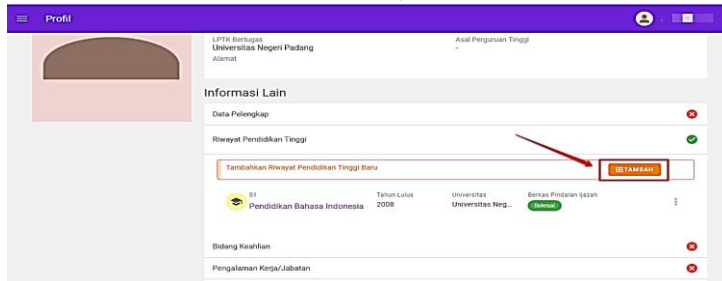 Profil
LPTK Bertugas
Universitas Negeri Padang
Alamat
Asal Perguruan Tinggi
-
Informasi Lain
Data Pelengkap
Riwayat Pendidikan Tinggi
Tambahkan Riwayat Pendidikan Tinggi Baru
TAMBAH
S1
Pendidikan Bahasa Indonesia
Tahun Lulus
2008
Universitas
Universitas Neg...
Berkas Pindaian Ijazah
Selesai
Bidang Keahlian
Pengalaman Kerja/Jabatan